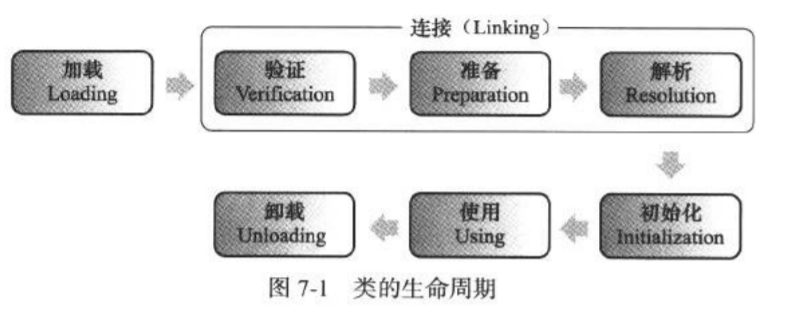 连接（Linking）
加载
Loading
验证
Verification
准备
Preparation
解析
Resolution
卸载
Unloading
使用
Using
初始化
Initialization
图 7-1 类的生命周期